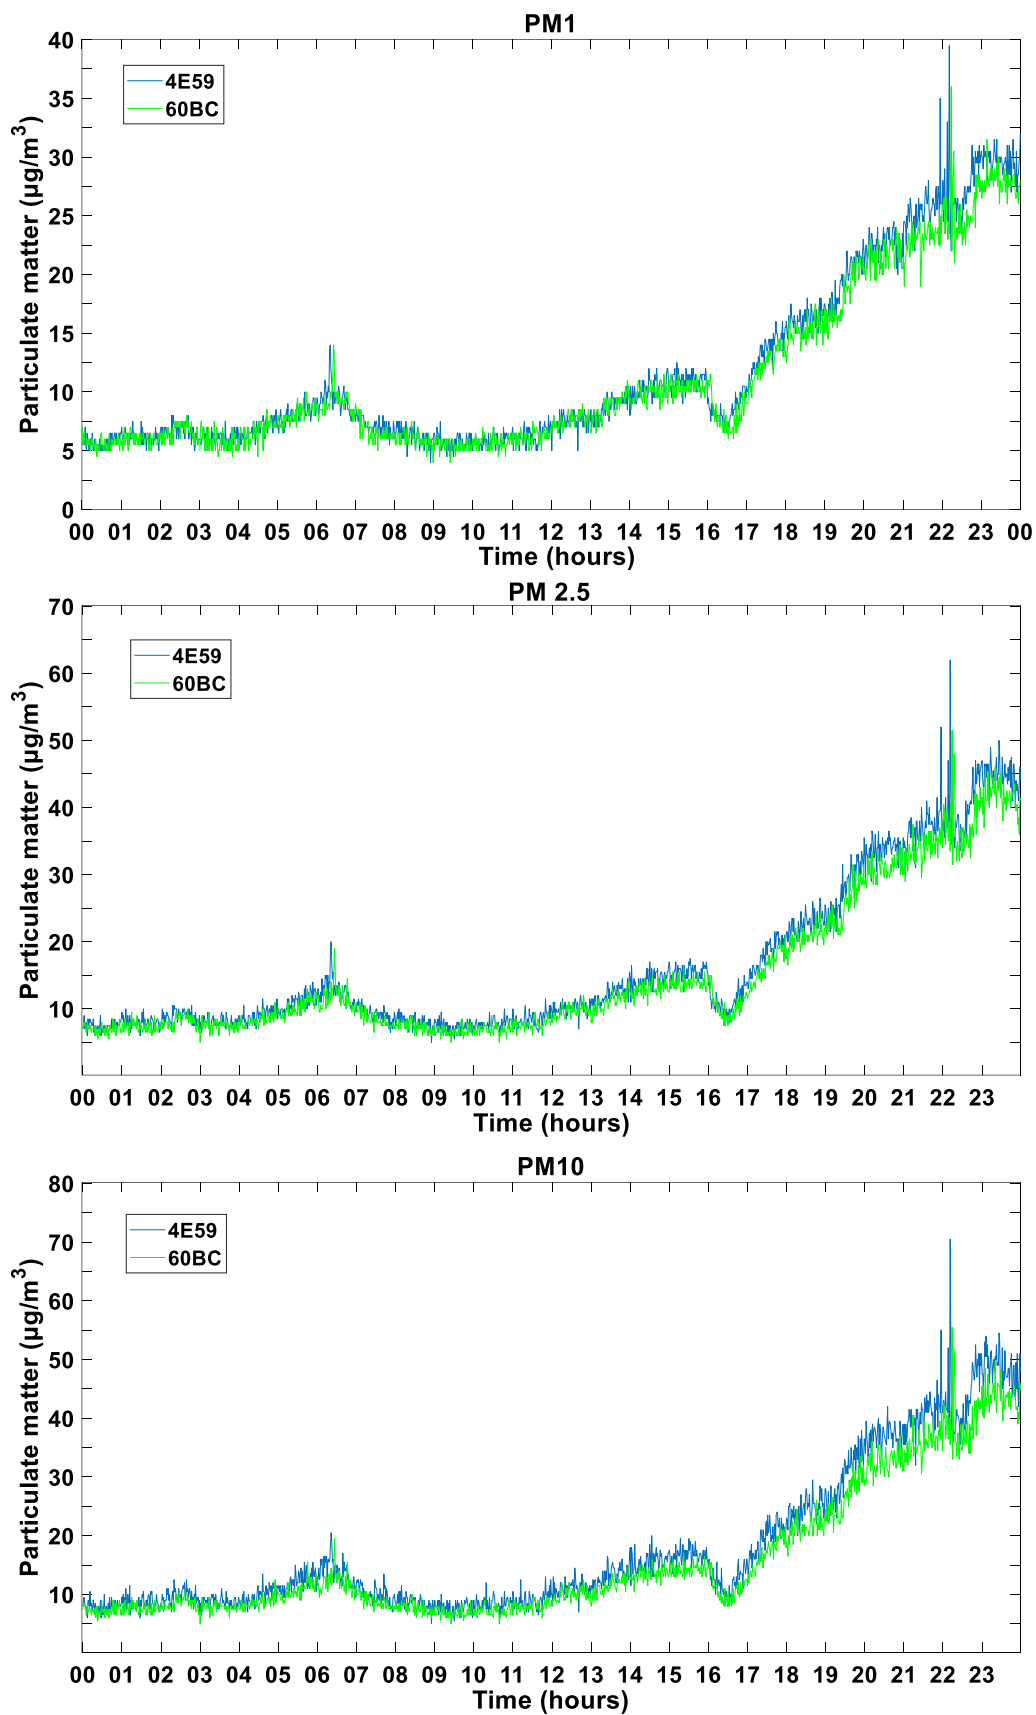 PM1
40
35
30
25
20
15
10
5
0
Particulate matter (µg/m³)
4E59
60BC
00 01 02 03 04 05 06 07 08 09 10 11 12 13 14 15 16 17 18 19 20 21 22 23 00
Time (hours)
PM 2.5
70
60
50
40
30
20
10
Particulate matter (µg/m³)
4E59
60BC
00 01 02 03 04 05 06 07 08 09 10 11 12 13 14 15 16 17 18 19 20 21 22 23
Time (hours)
PM10
80
70
60
50
40
30
20
10
Particulate matter (µg/m³)
4E59
60BC
00 01 02 03 04 05 06 07 08 09 10 11 12 13 14 15 16 17 18 19 20 21 22 23
Time (hours)